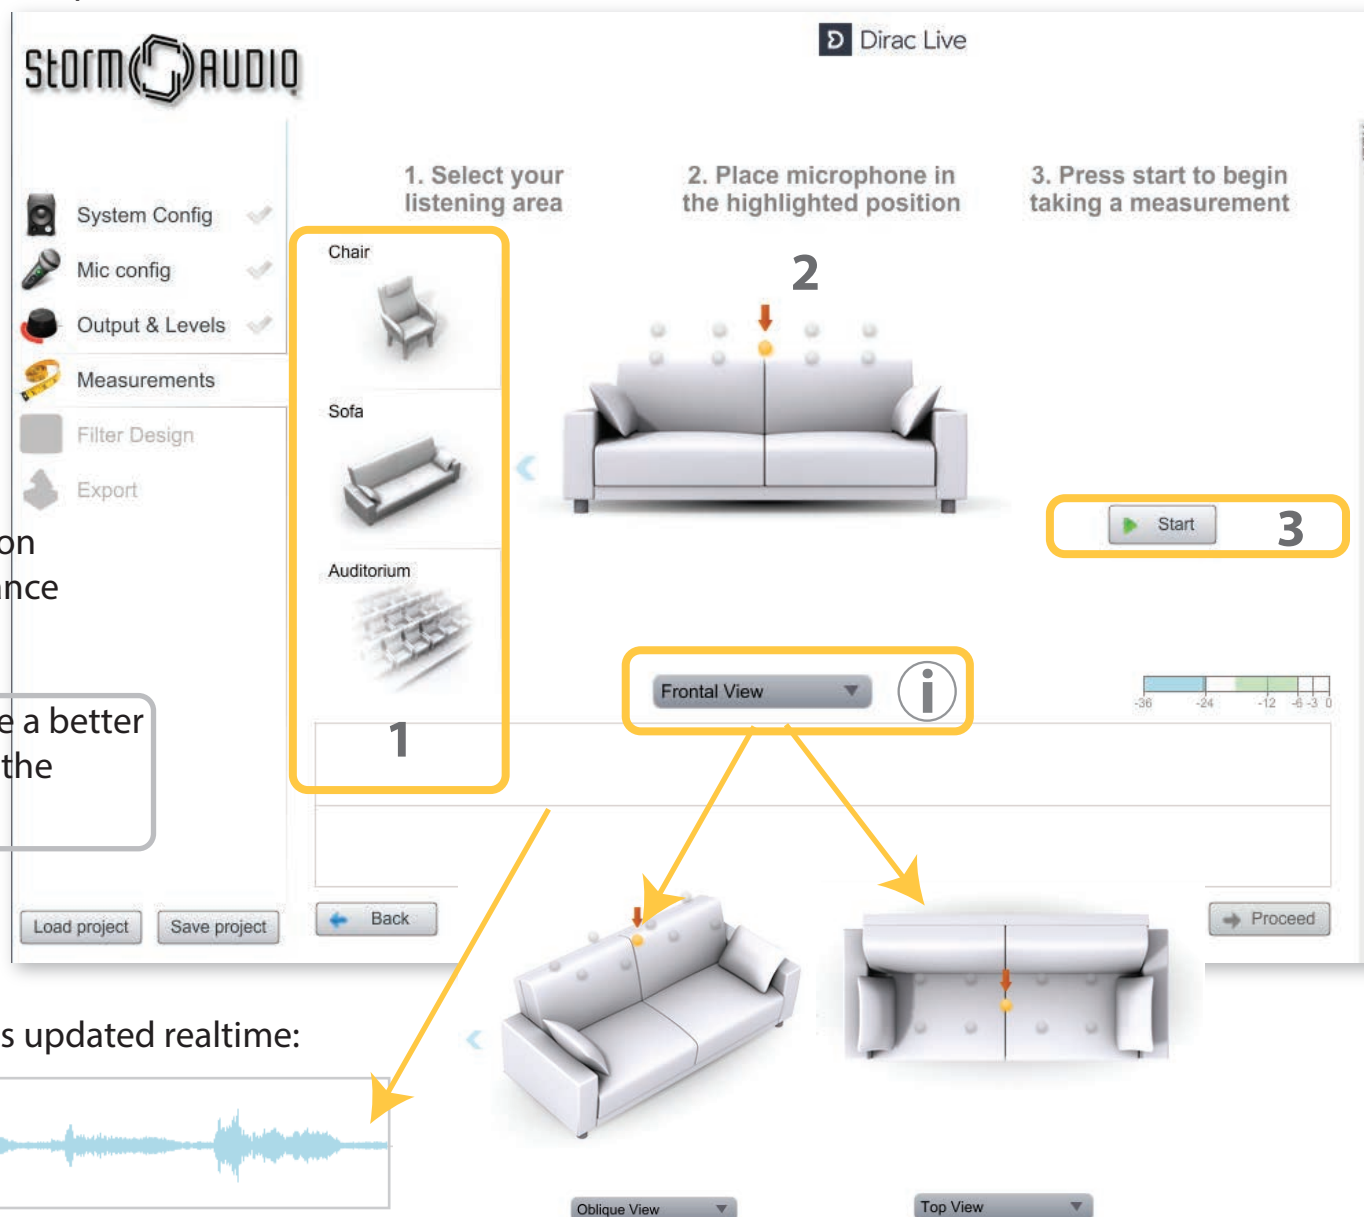 STORM AUDIO
Dirac Live
1. Select your
listening area
2. Place microphone in
the highlighted position
3. Press start to begin
taking a measurement
System Config
Mic config
Output & Levels
Measurements
Filter Design
Export
Chair
Sofa
Auditorium
1
2
Start
3
on
ance
Frontal View
i
-36 -24 -12 -6 -3 0
e a better
the
Load project
Save project
Back
Proceed
s updated realtime:
Oblique View
Top View